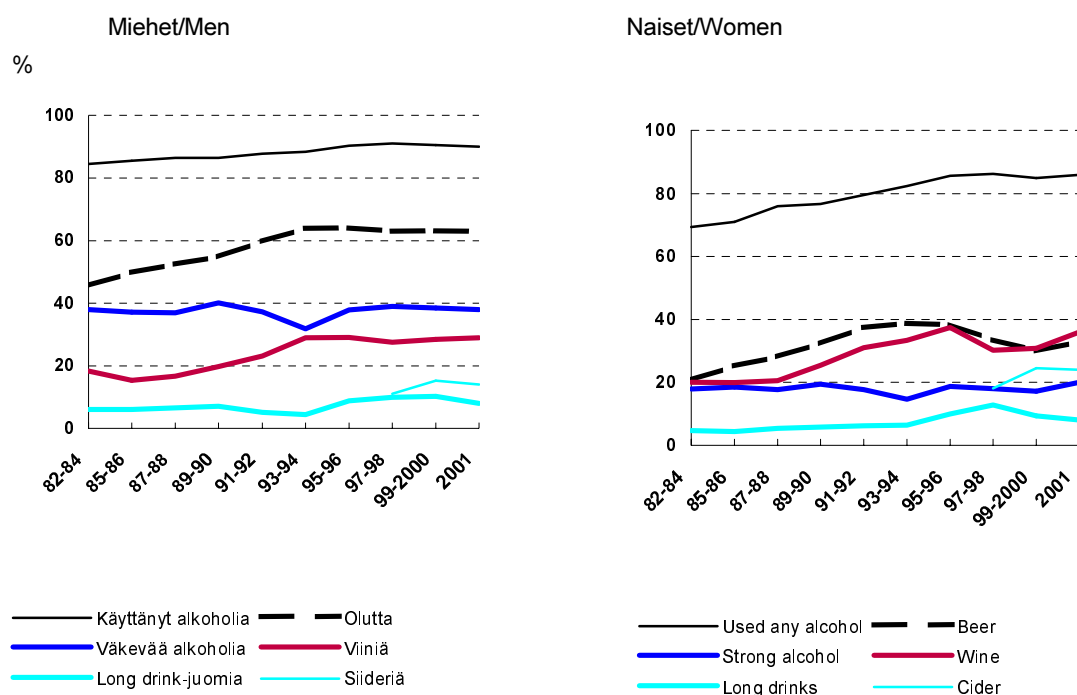 Miehet/Men
%
100
80
60
40
20
0
82-84
85-86
87-88
89-90
91-92
93-94
95-96
97-98
99-2000
2001
Käyttänyt alkoholia
Olutta
Väkevää alkoholia
Viiniä
Long drink-juomia
Siideriä
Naiset/Women
100
80
60
40
20
0
82-84
85-86
87-88
89-90
91-92
93-94
95-96
97-98
99-2000
2001
Used any alcohol
Beer
Strong alcohol
Wine
Long drinks
Cider